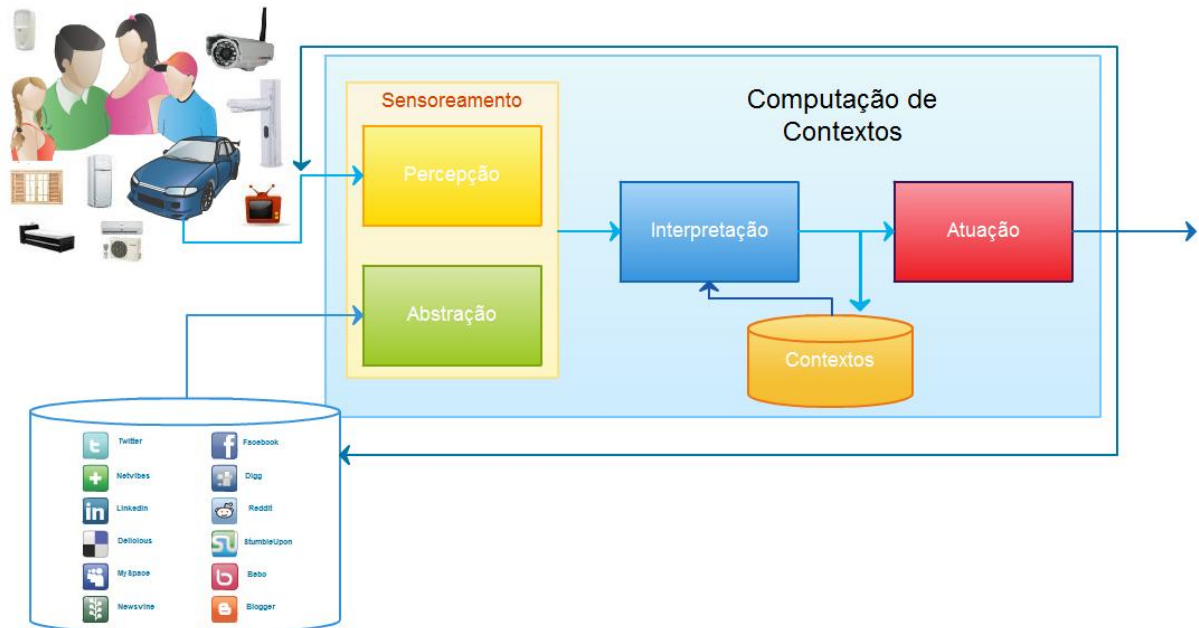 Sensoreamento
Computação de
Contextos
Percepção
Interpretação
Atuação
Abstração
Contextos
Twitter
Facebook
Netvibes
Digg
Linkedin
Reddit
Delicious
StumbleUpon
MySpace
Bebo
Newsvine
Blogger